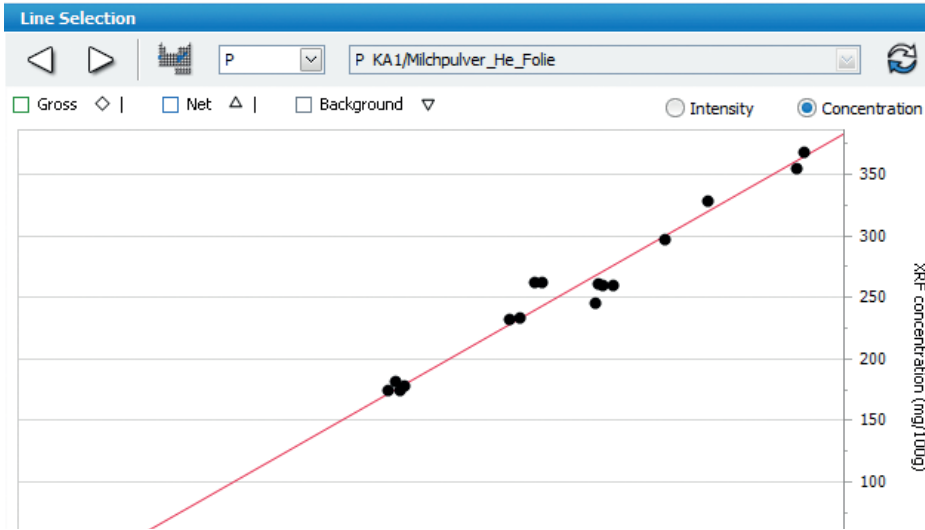 Line Selection
P P KA1/Milchpulver_He_Folie
Gross Net Background Intensity Concentration
350
300
250
200
150
100
XRF concentration (mg/100g)